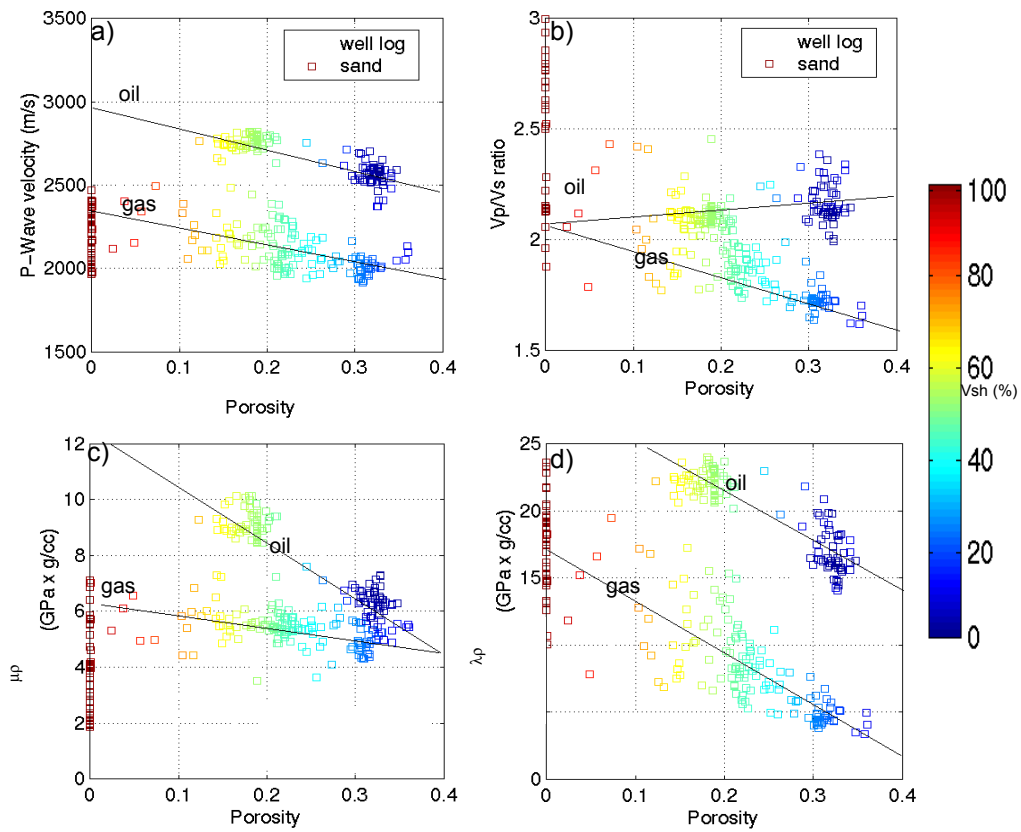 a)
well log
sand
oil
gas
3500
3000
2500
2000
1500
P-Wave velocity (m/s)
0 0.1 0.2 0.3 0.4
Porosity
b)
well log
sand
oil
gas
3
2.5
2
1.5
Vp/Vs ratio
0 0.1 0.2 0.3 0.4
Porosity
100
80
60
40
20
0
Vsh (%)
c)
oil
gas
12
10
8
6
4
2
0
μρ (GPa x g/cc)
0 0.1 0.2 0.3 0.4
Porosity
d)
oil
gas
25
20
15
0
λρ (GPa x g/cc)
0 0.1 0.2 0.3 0.4
Porosity